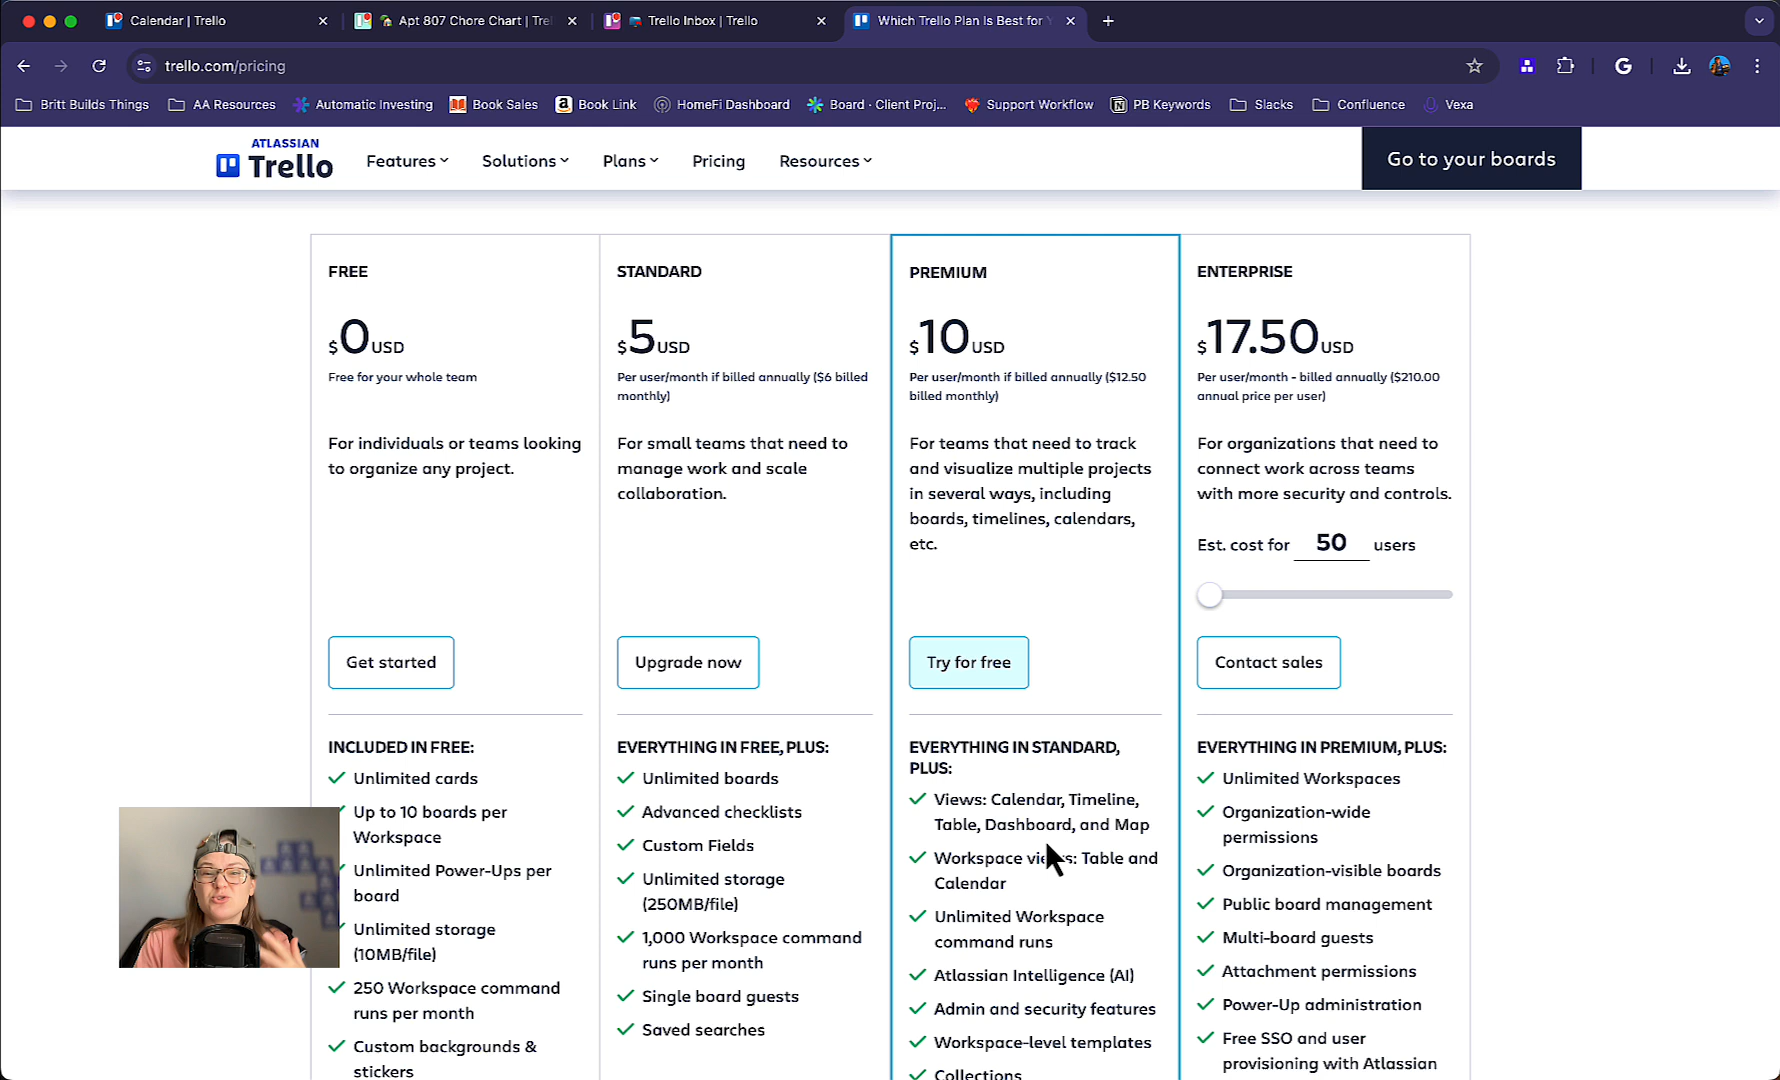 Calendar | Trello
Apt 807 Chore Chart | Tre
Trello Inbox | Trello
Which Trello Plan Is Best for Y
trello.com/pricing
Britt Builds Things
AA Resources
Automatic Investing
Book Sales
Book Link
HomeFi Dashboard
Board · Client Proj...
Support Workflow
PB Keywords
Slacks
Confluence
Vexa
ATLASSIAN
Trello
Features
Solutions
Plans
Pricing
Resources
Go to your boards
FREE
$0 USD
Free for your whole team
For individuals or teams looking
to organize any project.
Get started
INCLUDED IN FREE:
Unlimited cards
Up to 10 boards per
Workspace
Unlimited Power-Ups per
board
Unlimited storage
(10MB/file)
250 Workspace command
runs per month
Custom backgrounds &
stickers
STANDARD
$5 USD
Per user/month if billed annually ($6 billed
monthly)
For small teams that need to
manage work and scale
collaboration.
Upgrade now
EVERYTHING IN FREE, PLUS:
Unlimited boards
Advanced checklists
Custom Fields
Unlimited storage
(250MB/file)
1,000 Workspace command
runs per month
Single board guests
Saved searches
PREMIUM
$10 USD
Per user/month if billed annually ($12.50
billed monthly)
For teams that need to track
and visualize multiple projects
in several ways, including
boards, timelines, calendars,
etc.
Try for free
EVERYTHING IN STANDARD,
PLUS:
Views: Calendar, Timeline,
Table, Dashboard, and Map
Workspace views: Table and
Calendar
Unlimited Workspace
command runs
Atlassian Intelligence (AI)
Admin and security features
Workspace-level templates
Collections
ENTERPRISE
$17.50 USD
Per user/month - billed annually ($210.00
annual price per user)
For organizations that need to
connect work across teams
with more security and controls.
Est. cost for 50 users
Contact sales
EVERYTHING IN PREMIUM, PLUS:
Unlimited Workspaces
Organization-wide
permissions
Organization-visible boards
Public board management
Multi-board guests
Attachment permissions
Power-Up administration
Free SSO and user
provisioning with Atlassian